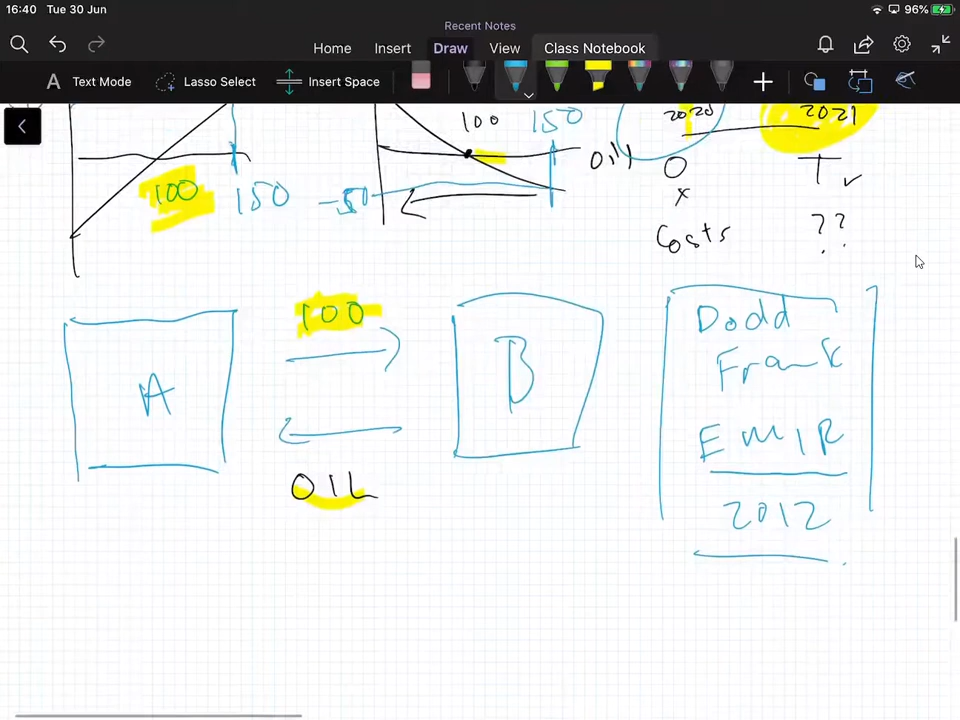 16:40 Tue 30 Jun
96%
Recent Notes
Home Insert Draw View Class Notebook
Text Mode Lasso Select Insert Space
100 150 2020 2021
Oil
O T
100 150 -50
x
Costs ??
100
A B
OIL
Dodd
Frank
EMIR
2012